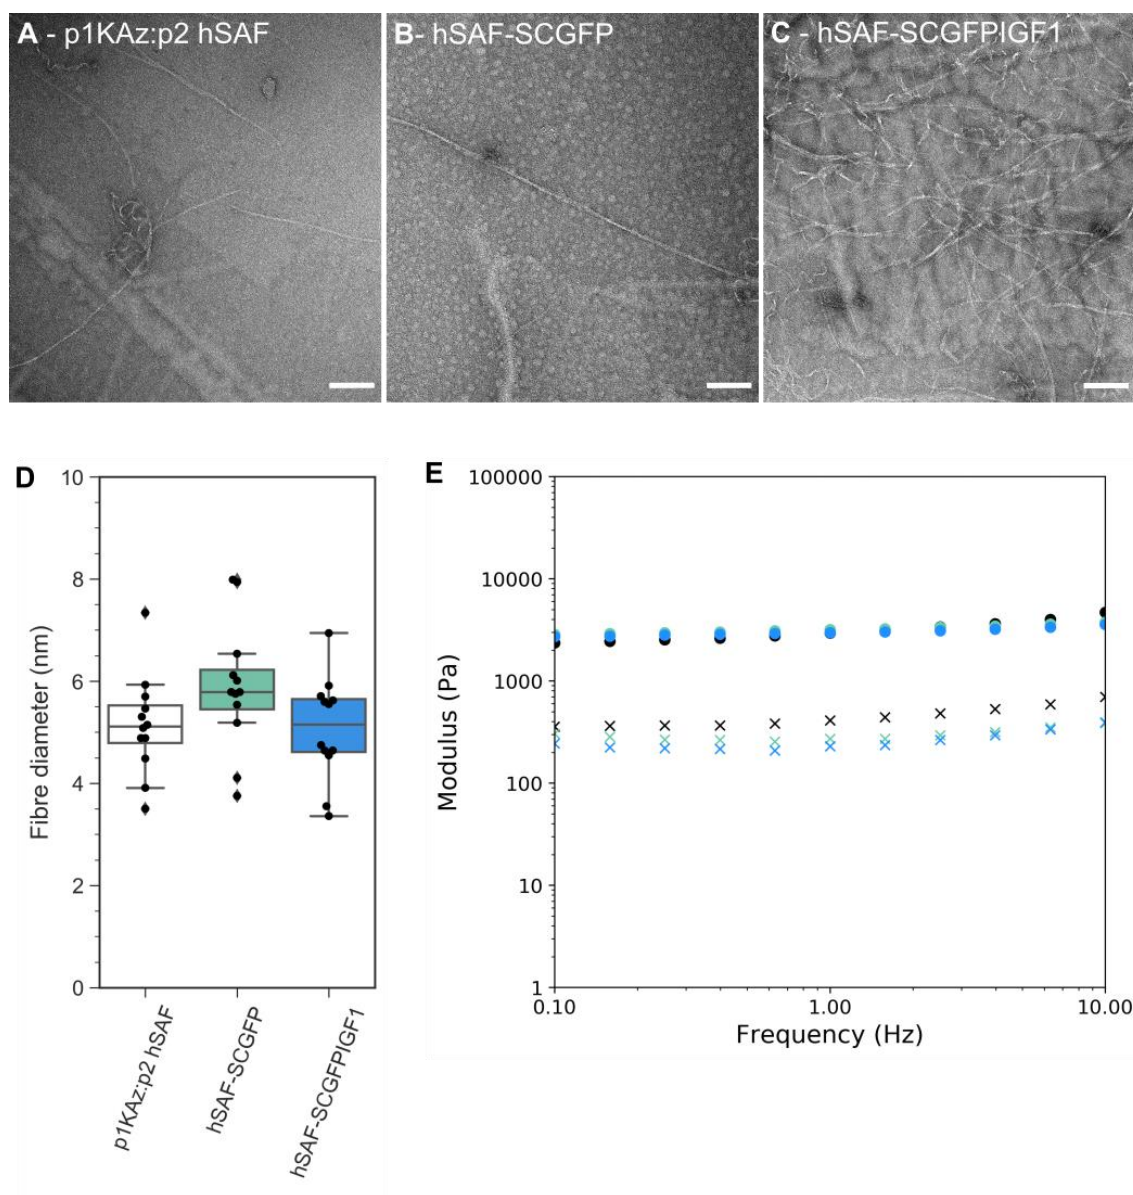 A - p1KAz:p2 hSAF
B- hSAF-SCGFP
C - hSAF-SCGFPIGF1
D
10
8
6
4
2
0
Fibre diameter (nm)
p1KAz:p2 hSAF
hSAF-SCGFP
hSAF-SCGFPIGF1
E
100000
10000
1000
100
10
1
Modulus (Pa)
0.10
1.00
10.00
Frequency (Hz)